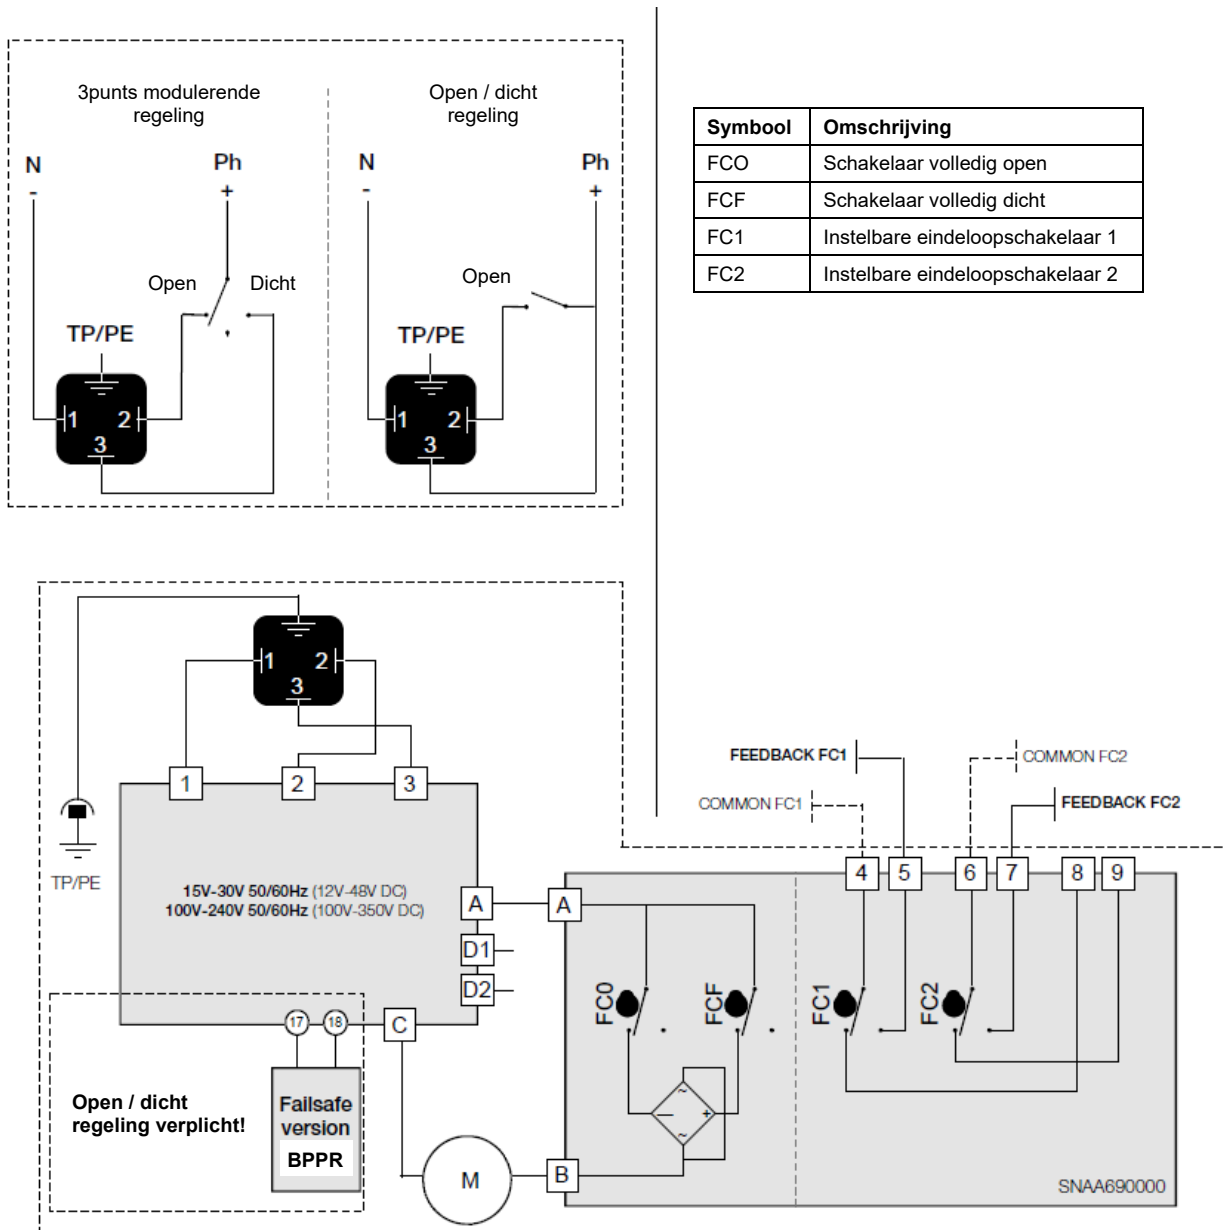 3punts modulerende
regeling
Open / dicht
regeling
N
Ph
N
Ph
-
+
-
+
Open
Dicht
Open
TP/PE
TP/PE
1
2
3
1
2
3
Symbool Omschrijving
FCO Schakelaar volledig open
FCF Schakelaar volledig dicht
FC1 Instelbare eindeloopschakelaar 1
FC2 Instelbare eindeloopschakelaar 2
1
2
3
1
2
3
TP/PE
15V-30V 50/60Hz (12V-48V DC)
100V-240V 50/60Hz (100V-350V DC)
A
D1
D2
C
17
18
Open / dicht
regeling verplicht!
Failsafe
version
BPPR
M
FEEDBACK FC1
COMMON FC2
COMMON FC1
FEEDBACK FC2
4
5
6
7
8
9
A
FC0
FCF
FC1
FC2
~
—
+
~
B
SNAA690000